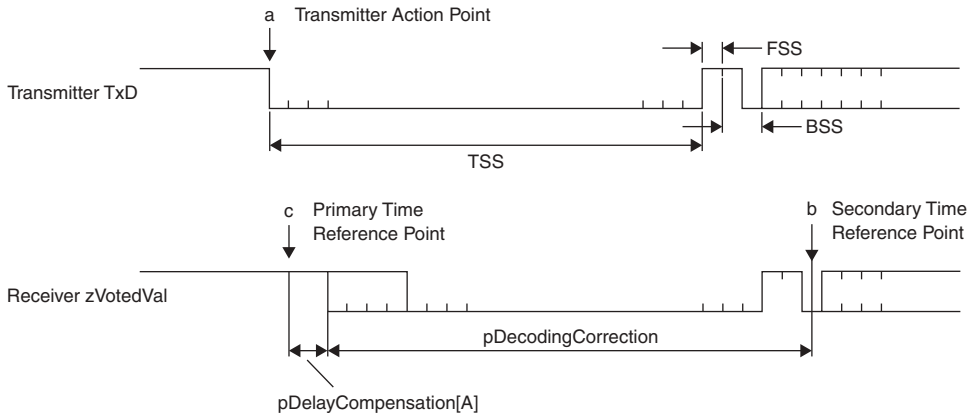 a Transmitter Action Point
FSS
Transmitter TxD
BSS
TSS
c Primary Time
Reference Point
b Secondary Time
Reference Point
Receiver zVotedVal
pDecodingCorrection
pDelayCompensation[A]